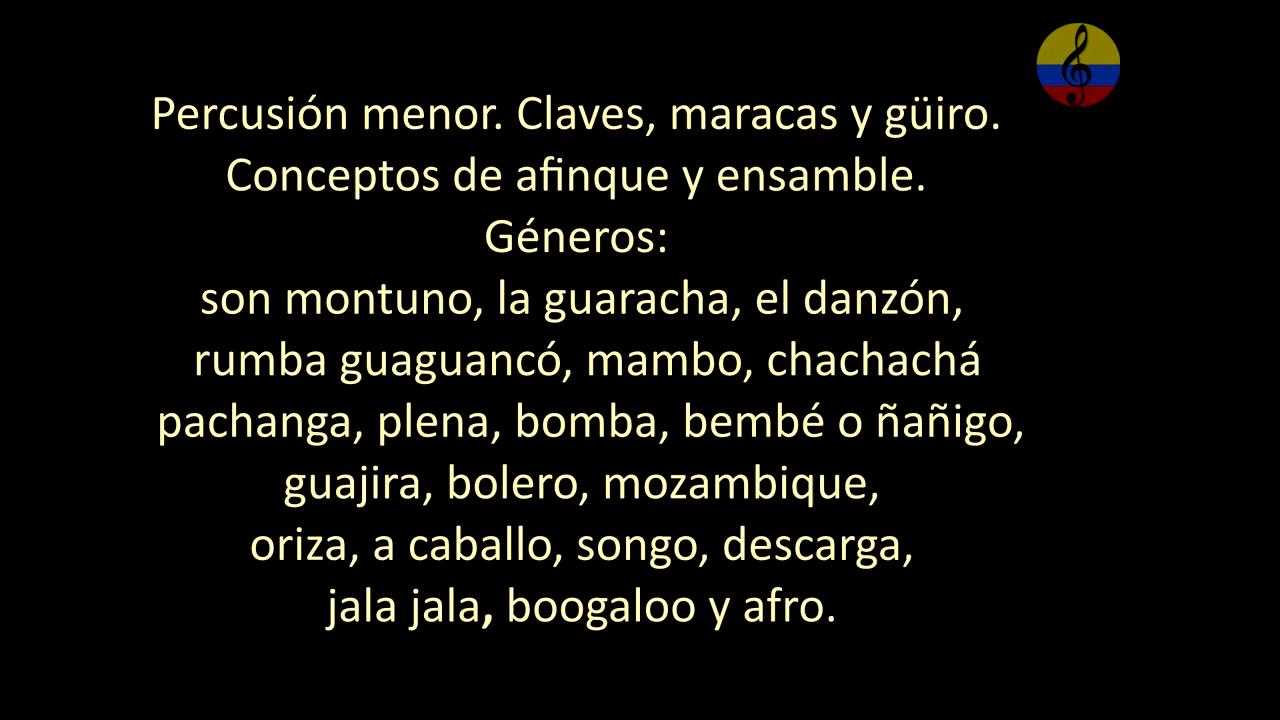 Percusión menor. Claves, maracas y güiro.
Conceptos de afinque y ensamble.
Géneros:
son montuno, la guaracha, el danzón,
rumba guaguancó, mambo, chachachá
pachanga, plena, bomba, bembé o ñañigo,
guajira, bolero, mozambique,
oriza, a caballo, songo, descarga,
jala jala, boogaloo y afro.